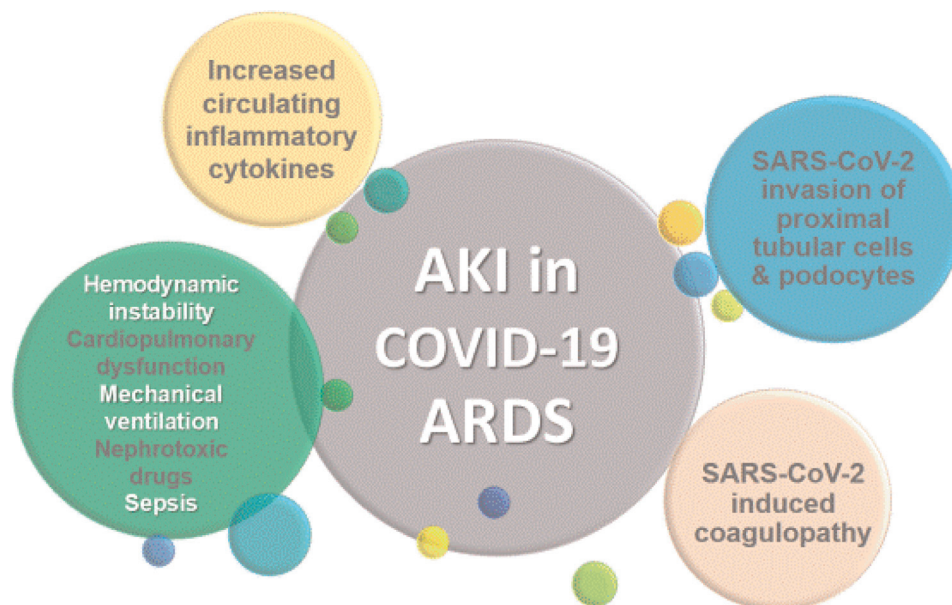 Increased
circulating
inflammatory
cytokines
SARS-CoV-2
invasion of
proximal
tubular cells
& podocytes
AKI in
COVID-19
ARDS
Hemodynamic
instability
Cardiopulmonary
dysfunction
Mechanical
ventilation
Nephrotoxic
drugs
Sepsis
SARS-CoV-2
induced
coagulopathy